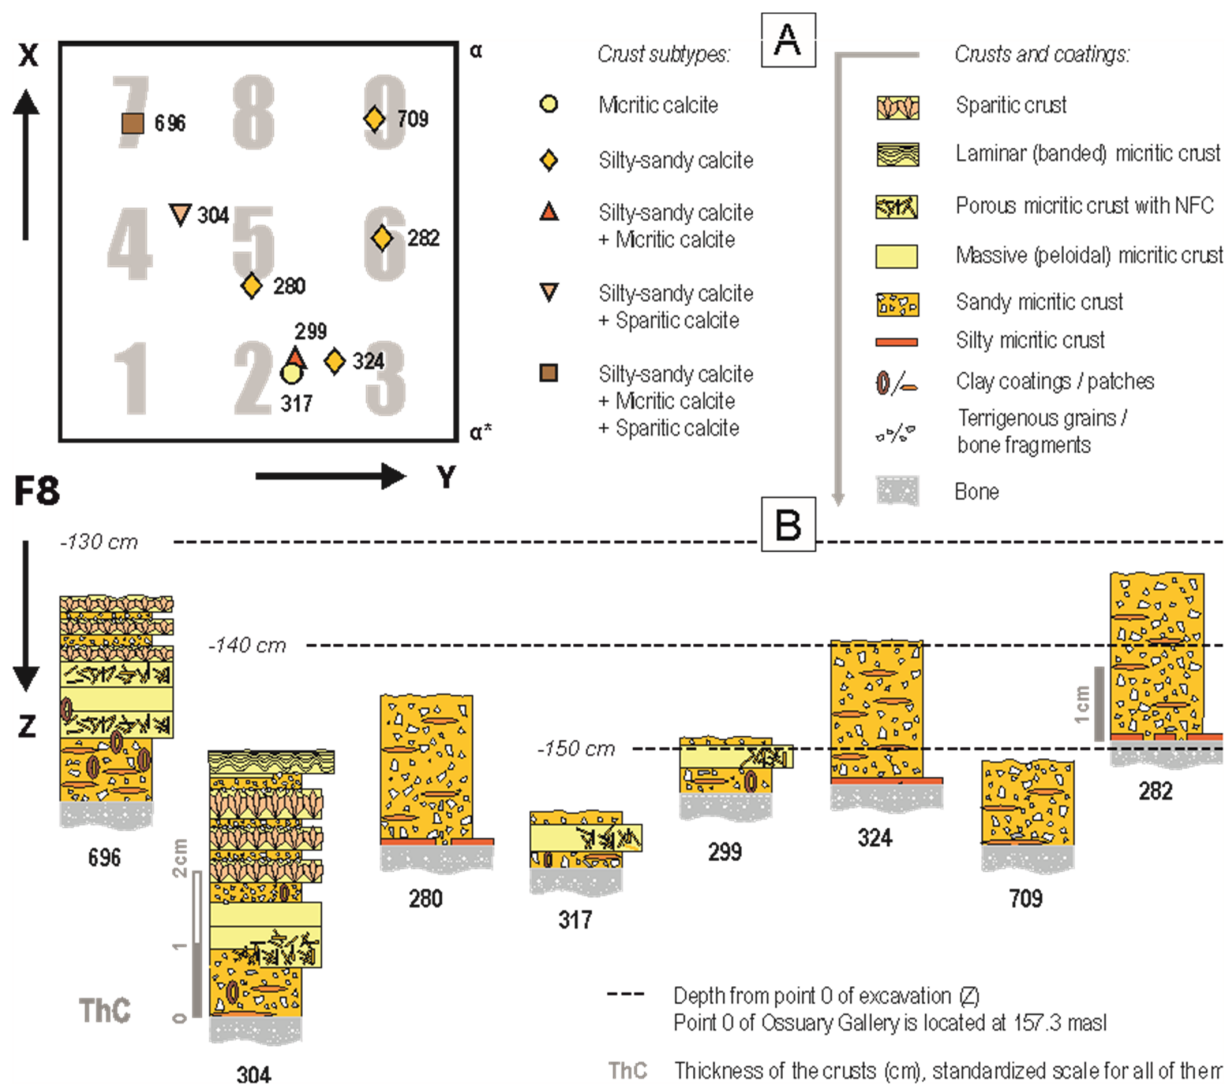 A
X
α
7
8
9
696
709
304
4
5
6
282
280
299
1
2
3
324
317
α*
Y
F8
Crust subtypes:
Micritic calcite
Silty-sandy calcite
Silty-sandy calcite
+ Micritic calcite
Silty-sandy calcite
+ Sparitic calcite
Silty-sandy calcite
+ Micritic calcite
+ Sparitic calcite
Crusts and coatings:
Sparitic crust
Laminar (banded) micritic crust
Porous micritic crust with NFC
Massive (peloidal) micritic crust
Sandy micritic crust
Silty micritic crust
Clay coatings / patches
Terrigenous grains /
bone fragments
Bone
B
-130 cm
-140 cm
-150 cm
Z
1 cm
696
280
317
299
324
709
282
2 cm
1
0
ThC
304
Depth from point 0 of excavation (Z)
Point 0 of Ossuary Gallery is located at 157.3 masl
ThC Thickness of the crusts (cm), standardized scale for all of